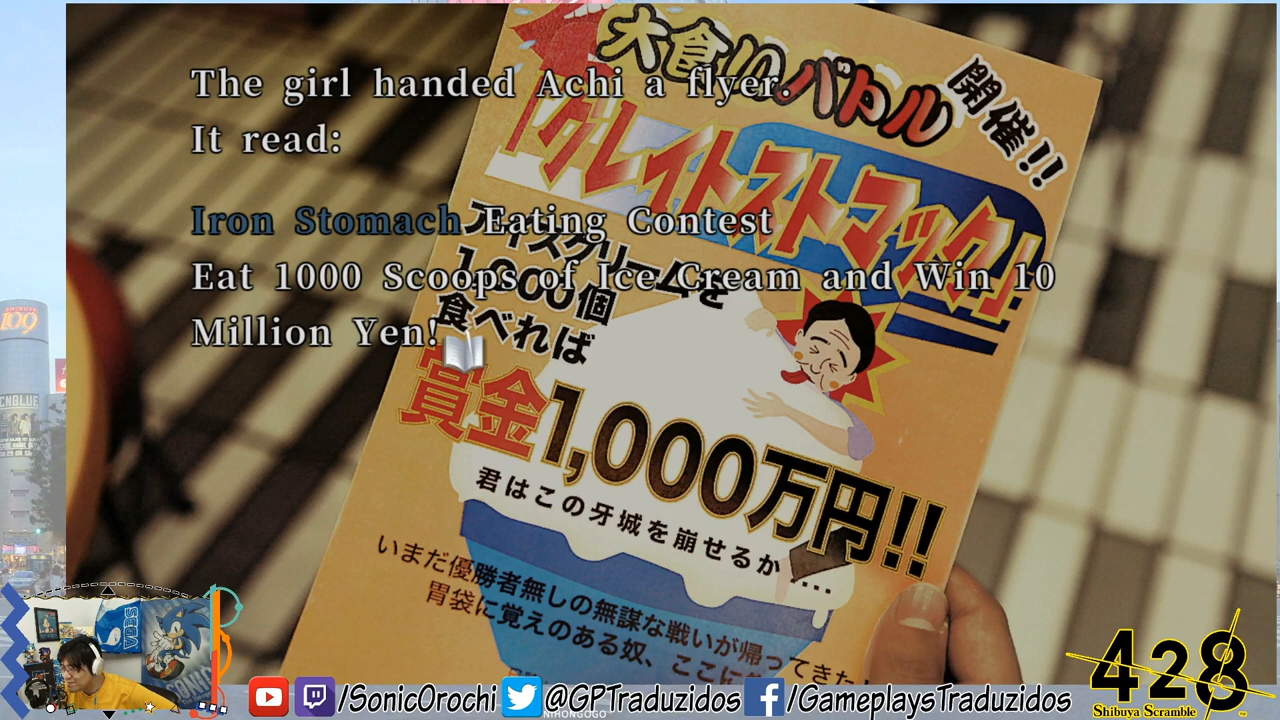 大食いバトル
開催!!
「グレイトストマック」
The girl handed Achi a flyer.
It read:
Iron Stomach Eating Contest
Eat 1000 Scoops of Ice Cream and Win 10
Million Yen!
アイスクリームを
1,000個
食べれば
賞金1,000万円!!
君はこの牙城を崩せるか....
いまだ優勝者無しの無謀な戦いが帰ってきた
胃袋に覚えのある奴、ここに
109
CNBLUE
SEGA
SONIC
/SonicOrochi
@GPTraduzidos
/GameplaysTraduzidos
NIHONGOGO
428
Shibuya Scramble